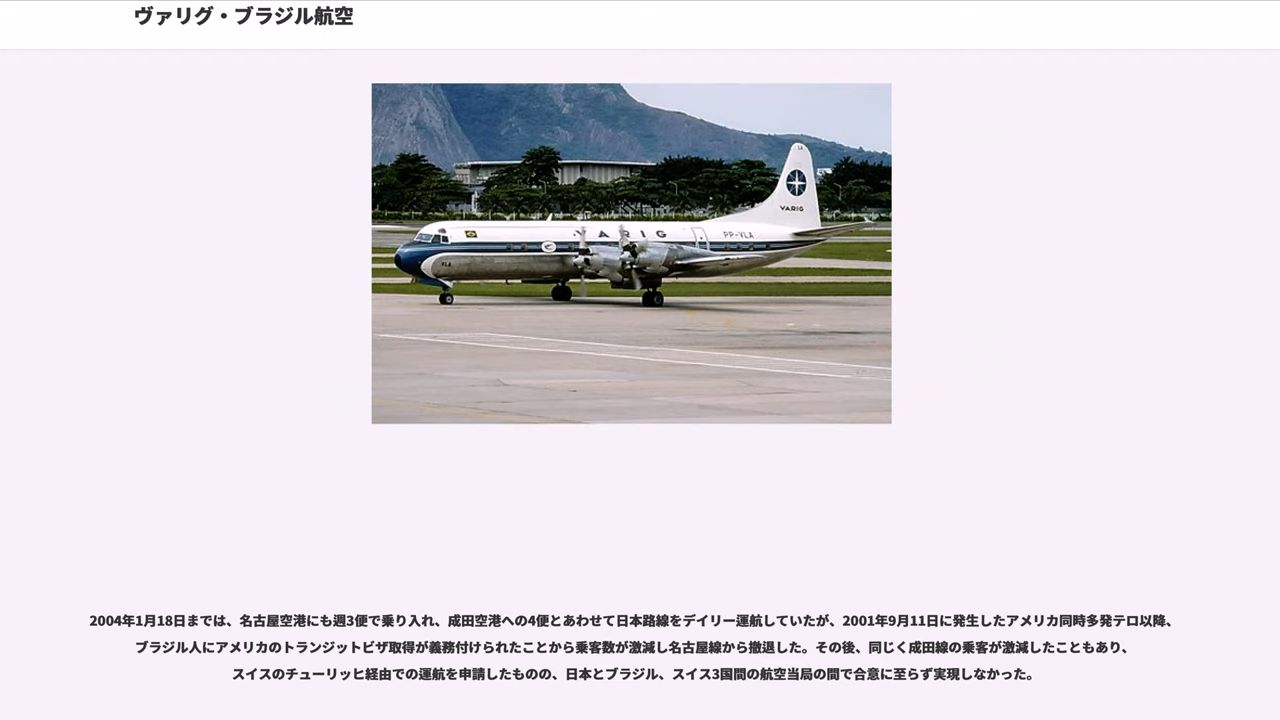 ヴァリグ・ブラジル航空
VARIG
VARIG
PP-VLA
VLA
2004年1月18日までは、名古屋空港にも週3便で乗り入れ、成田空港への4便とあわせて日本路線をデイリー運航していたが、2001年9月11日に発生したアメリカ同時多発テロ以降、
ブラジル人にアメリカのトランジットビザ取得が義務付けられたことから乗客数が激減し名古屋線から撤退した。その後、同じく成田線の乗客が激減したこともあり、
スイスのチューリッヒ経由での運航を申請したものの、日本とブラジル、スイス3国間の航空当局の間で合意に至らず実現しなかった。